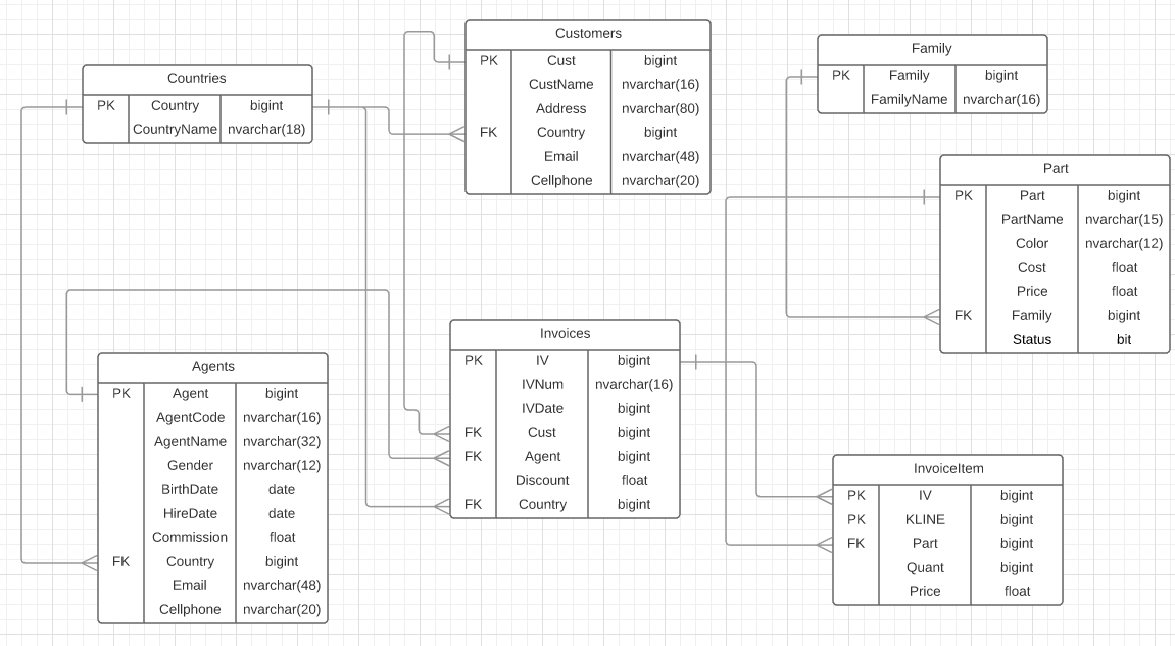 Customers
PK Cust bigint
CustName nvarchar(16)
Address nvarchar(80)
FK Country bigint
Email nvarchar(48)
Cellphone nvarchar(20)
Family
PK Family bigint
FamilyName nvarchar(16)
Countries
PK Country bigint
CountryName nvarchar(18)
Part
PK Part bigint
PartName nvarchar(15)
Color nvarchar(12)
Cost float
Price float
FK Family bigint
Status bit
Invoices
PK IV bigint
IVNum nvarchar(16)
IVDate bigint
FK Cust bigint
FK Agent bigint
Discount float
FK Country bigint
Agents
PK Agent bigint
AgentCode nvarchar(16)
AgentName nvarchar(32)
Gender nvarchar(12)
BirthDate date
HireDate date
Commission float
FK Country bigint
Email nvarchar(48)
Cellphone nvarchar(20)
InvoiceItem
PK IV bigint
PK KLINE bigint
FK Part bigint
Quant bigint
Price float